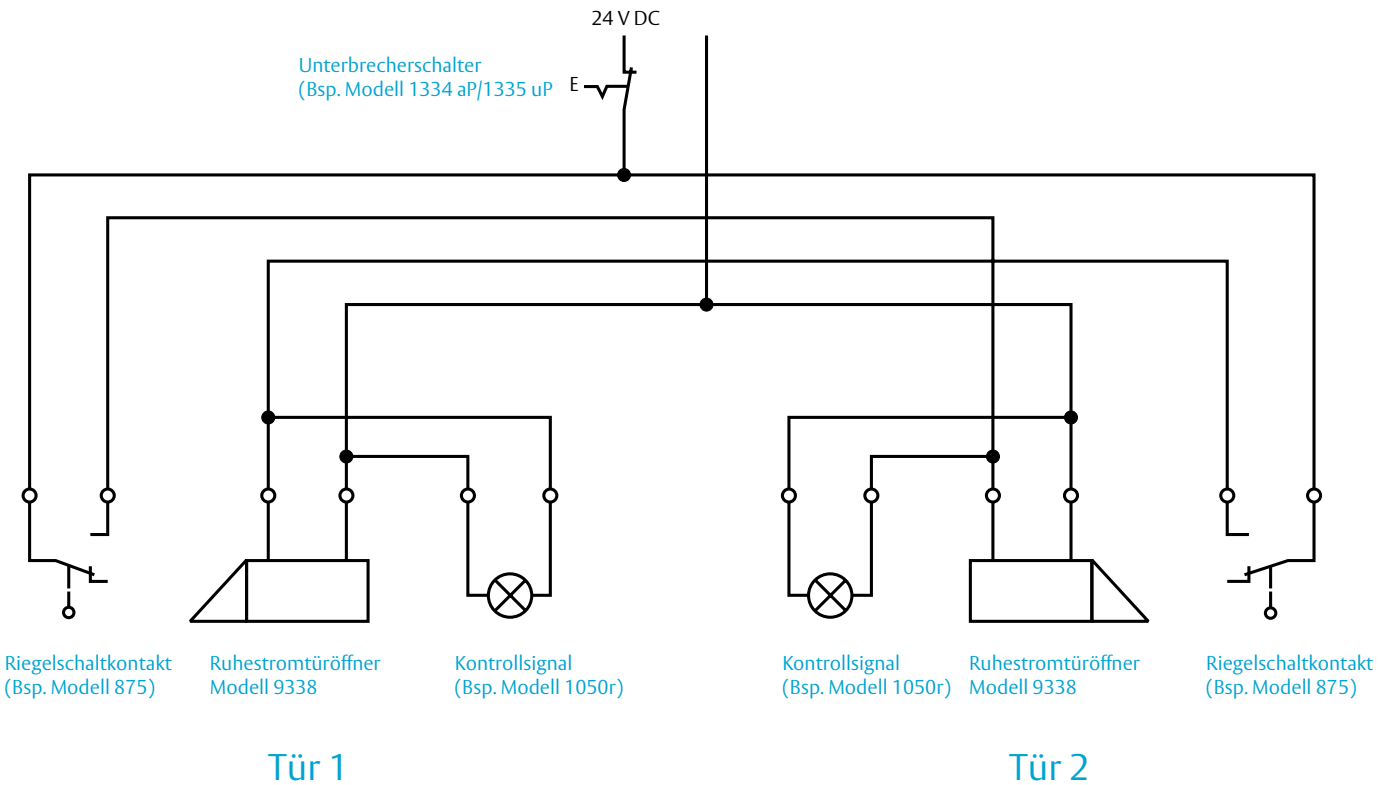 24 V DC
Unterbrecherschalter
(Bsp. Modell 1334 aP/1335 uP
E
Riegelschaltkontakt
(Bsp. Modell 875)
Ruhestromtüröffner
Modell 9338
Kontrollsignal
(Bsp. Modell 1050r)
Kontrollsignal
(Bsp. Modell 1050r)
Ruhestromtüröffner
Modell 9338
Riegelschaltkontakt
(Bsp. Modell 875)
Tür 1
Tür 2